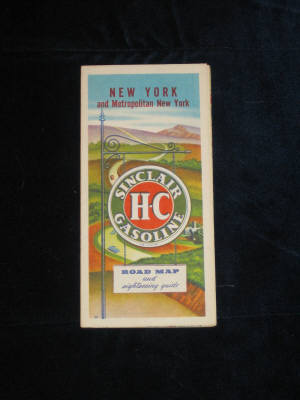 NEW YORK
and Metropolitan New York
SINCLAIR
H-C
GASOLINE
ROAD MAP
and
sightseeing guide